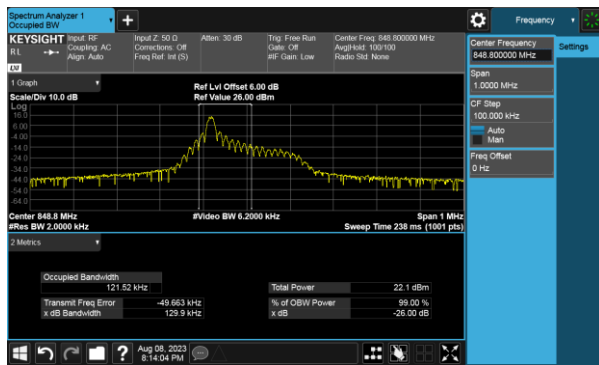 Spectrum Analyzer 1
Occupied BW
Frequency
KEYSIGHT
RL
Input: RF
Coupling: AC
Align: Auto
Input Z: 50 Ω
Corrections: Off
Freq Ref: Int (S)
Atten: 30 dB
Trig: Free Run
Gate: Off
#IF Gain: Low
Center Freq: 848.800000 MHz
Avg|Hold: 100/100
Radio Std: None
LXI
Center Frequency
848.800000 MHz
Settings
Span
1.0000 MHz
CF Step
100.000 kHz
Auto
Man
Freq Offset
0 Hz
1 Graph
Scale/Div 10.0 dB
Ref Lvl Offset 6.00 dB
Ref Value 26.00 dBm
Log
16.0
6.00
-4.00
-14.0
-24.0
-34.0
-44.0
-54.0
-64.0
Center 848.8 MHz
#Res BW 2.0000 kHz
#Video BW 6.2000 kHz
Span 1 MHz
Sweep Time 238 ms (1001 pts)
2 Metrics
Occupied Bandwidth
121.52 kHz
Total Power 22.1 dBm
Transmit Freq Error -49.663 kHz
% of OBW Power 99.00 %
x dB Bandwidth 129.9 kHz
x dB -26.00 dB
?
Aug 08, 2023
8:14:04 PM